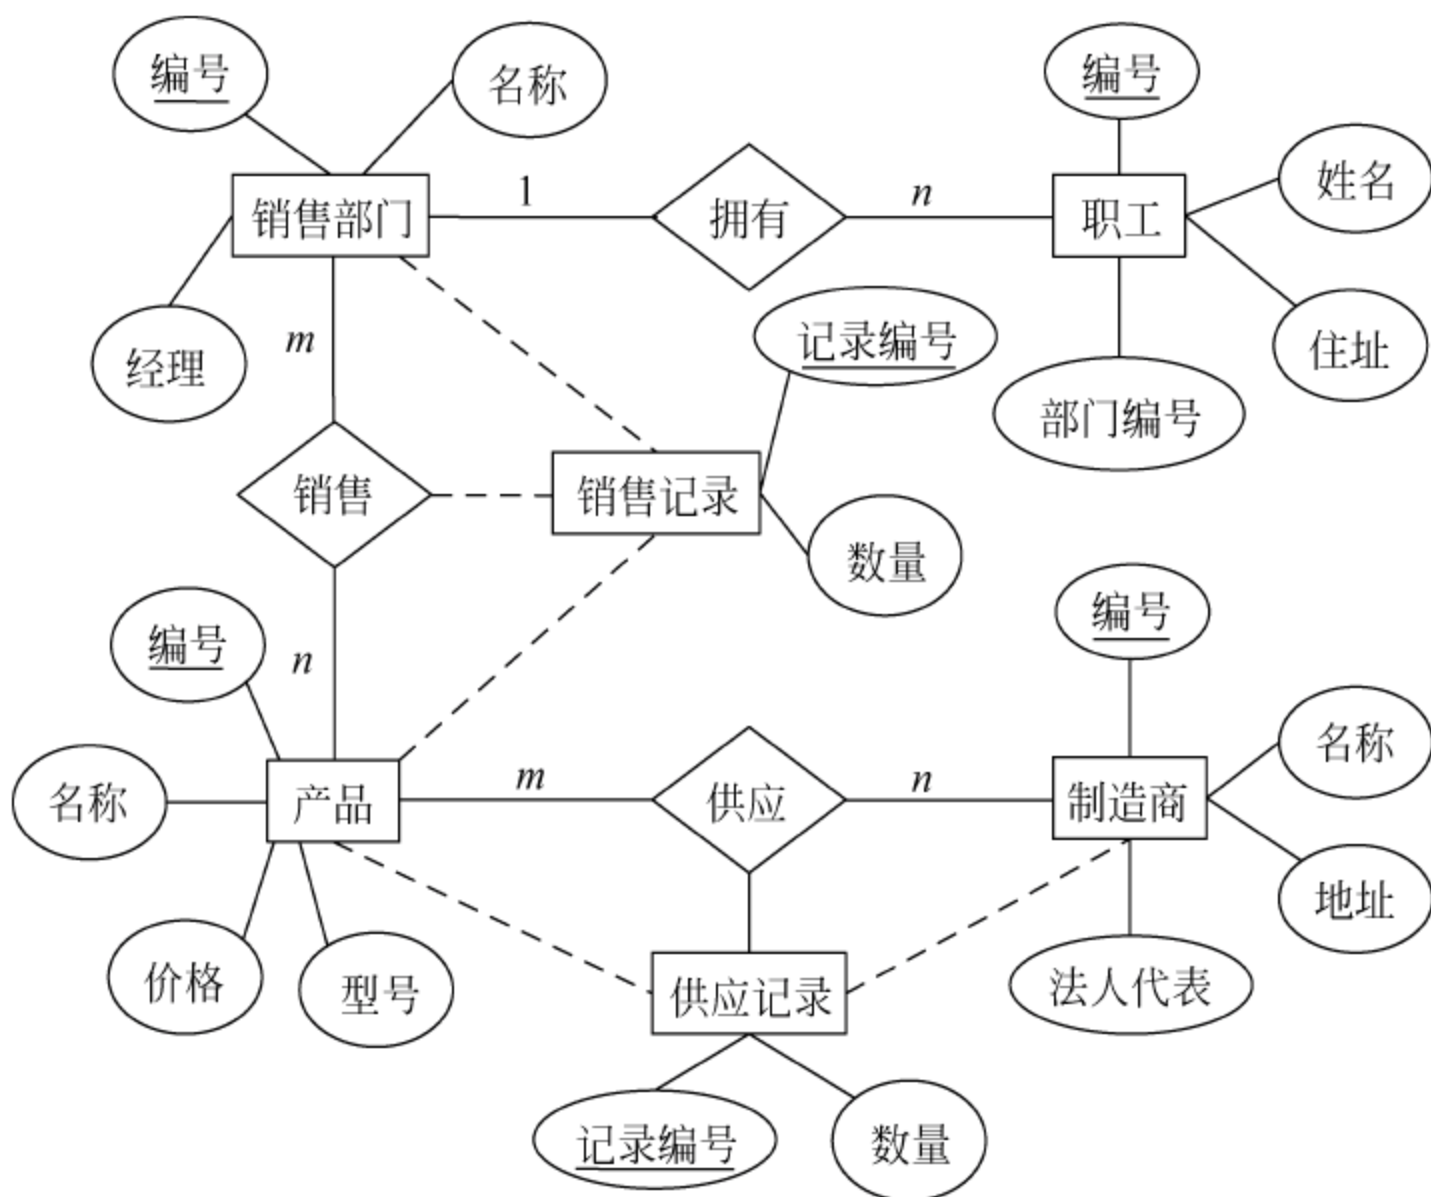 编号
名称
编号
姓名
销售部门
1
拥有
n
职工
m
记录编号
住址
经理
部门编号
销售
销售记录
数量
编号
编号
n
名称
名称
产品
m
供应
n
制造商
地址
价格
型号
供应记录
法人代表
记录编号
数量